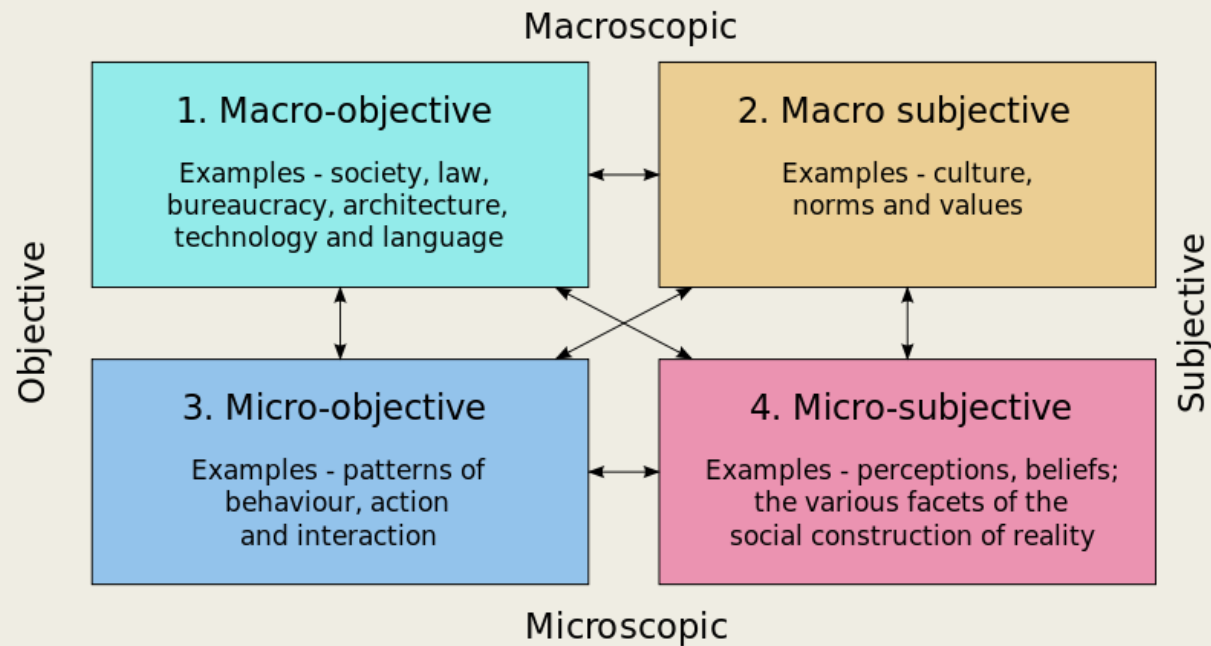 Macroscopic
1. Macro-objective
Examples - society, law,
bureaucracy, architecture,
technology and language
2. Macro subjective
Examples - culture,
norms and values
Objective
Subjective
3. Micro-objective
Examples - patterns of
behaviour, action
and interaction
4. Micro-subjective
Examples - perceptions, beliefs;
the various facets of the
social construction of reality
Microscopic